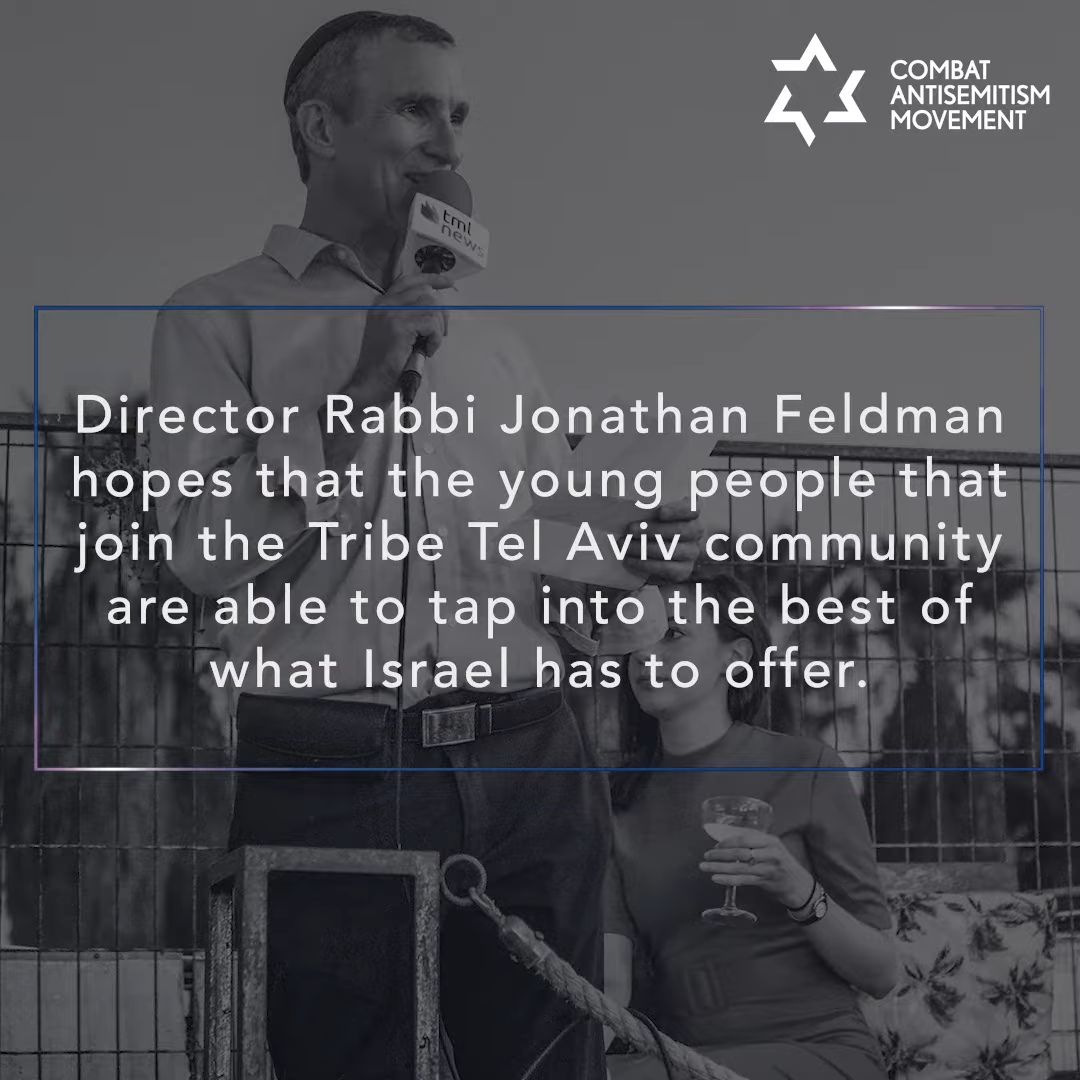 COMBAT
ANTISEMITISM
MOVEMENT
tml
news
Director Rabbi Jonathan Feldman
hopes that the young people that
join the Tribe Tel Aviv community
are able to tap into the best of
what Israel has to offer.